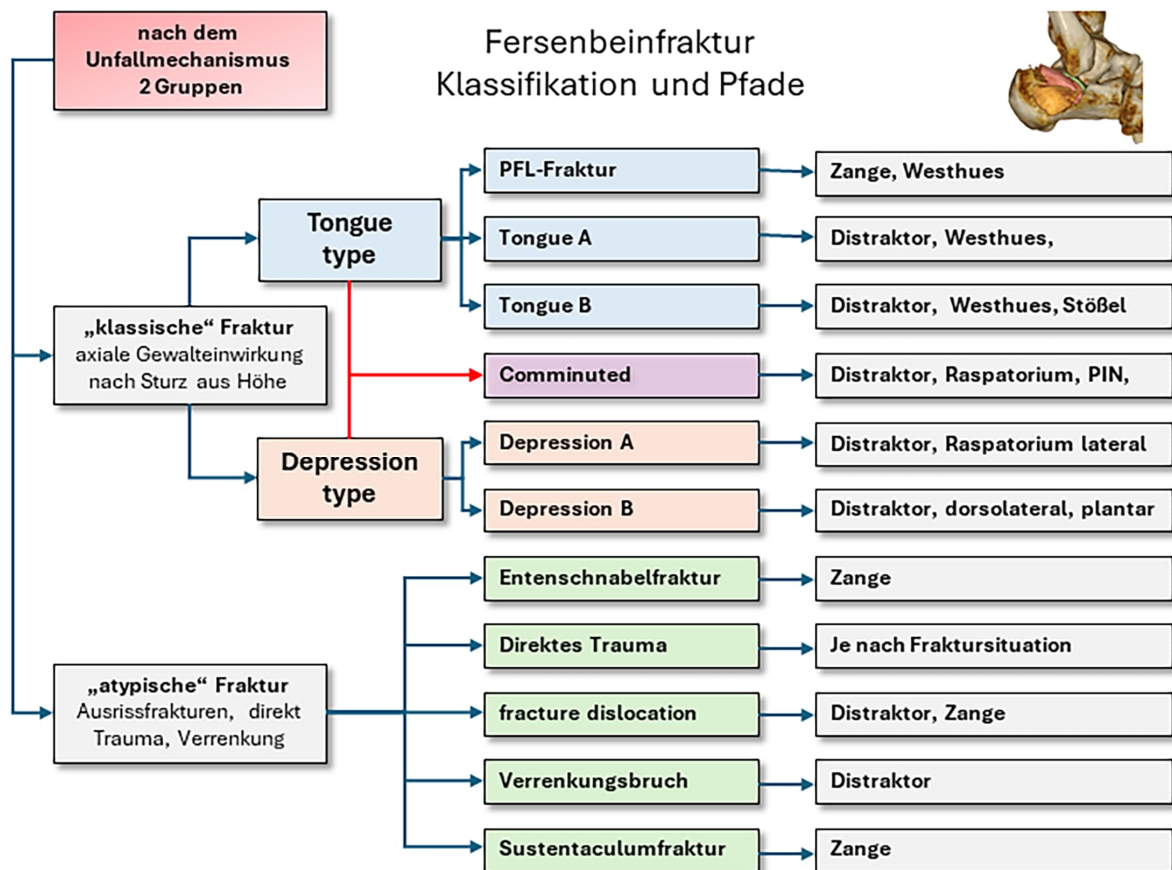 nach dem
Unfallmechanismus
2 Gruppen
Fersenbeinfraktur
Klassifikation und Pfade
PFL-Fraktur
Zange, Westhues
Tongue
type
Tongue A
Distraktor, Westhues,
Tongue B
Distraktor, Westhues, Stößel
„klassische“ Fraktur
axiale Gewalteinwirkung
nach Sturz aus Höhe
Comminuted
Distraktor, Raspatorium, PIN,
Depression
type
Depression A
Distraktor, Raspatorium lateral
Depression B
Distraktor, dorsolateral, plantar
Entenschnabelfraktur
Zange
Direktes Trauma
Je nach Fraktursituation
„atypische“ Fraktur
Ausrissfrakturen, direkt
Trauma, Verrenkung
fracture dislocation
Distraktor, Zange
Verrenkungsbruch
Distraktor
Sustentaculumfraktur
Zange